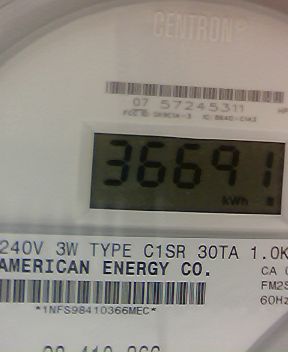 CENTRON®
07 57245311
36691
kWh
240V 3W TYPE C1SR 30TA 1.0K
AMERICAN ENERGY CO.
CA
FM2S
60Hz
*1NFS98410366MEC*